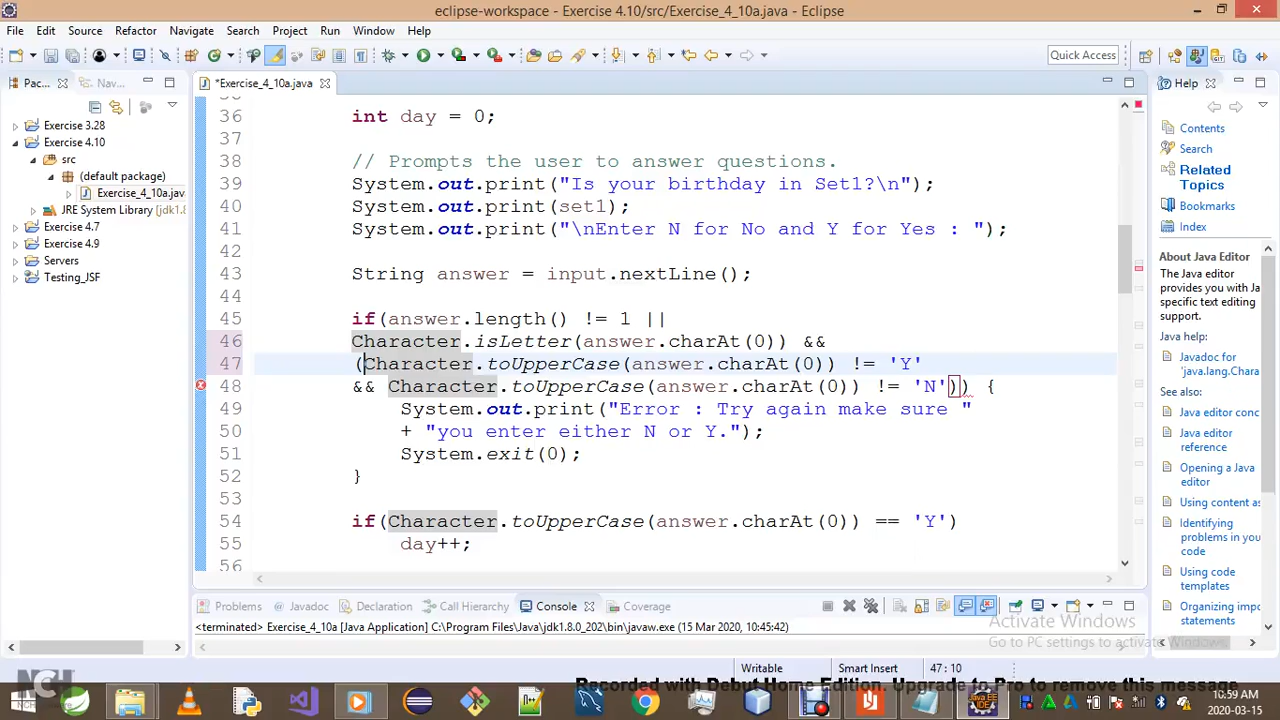 eclipse-workspace - Exercise 4.10/src/Exercise_4_10a.java - Eclipse
File Edit Source Refactor Navigate Search Project Run Window Help
Quick Access
Pac... Nav...
*Exercise_4_10a.java
Help
Exercise 3.28
Exercise 4.10
src
(default package)
Exercise_4_10a.java
JRE System Library [jdk1.8
Exercise 4.7
Exercise 4.9
Servers
Testing_JSF
36 int day = 0;
37
38 // Prompts the user to answer questions.
39 System.out.print("Is your birthday in Set1?\n");
40 System.out.print(set1);
41 System.out.print("\nEnter N for No and Y for Yes : ");
42
43 String answer = input.nextLine();
44
45 if(answer.length() != 1 ||
46 Character.isLetter(answer.charAt(0)) &&
47 (Character.toUpperCase(answer.charAt(0)) != 'Y'
48 && Character.toUpperCase(answer.charAt(0)) != 'N')) {
49 System.out.print("Error : Try again make sure "
50 + "you enter either N or Y.");
51 System.exit(0);
52 }
53
54 if(Character.toUpperCase(answer.charAt(0)) == 'Y')
55 day++;
56
Contents
Search
Related
Topics
Bookmarks
Index
About Java Editor
The Java editor
provides you with Ja
specific text editing
support.
Java help:
Javadoc for
'java.lang.Chara
See also:
Java editor conc
Java editor
reference
Opening a Java
editor
Using content as
Identifying
problems in you
code
Using code
templates
Organizing impo
statements
Problems Javadoc Declaration Call Hierarchy Console Coverage
<terminated> Exercise_4_10a [Java Application] C:\Program Files\Java\jdk1.8.0_202\bin\javaw.exe (15 Mar 2020, 10:45:42)
Activate Windows
Go to PC settings to activate Windows.
Writable Smart Insert 47 : 10
NCH
Recorded with Debut Home Edition. Upgrade to Pro to remove this message
10:59 AM
2020-03-15